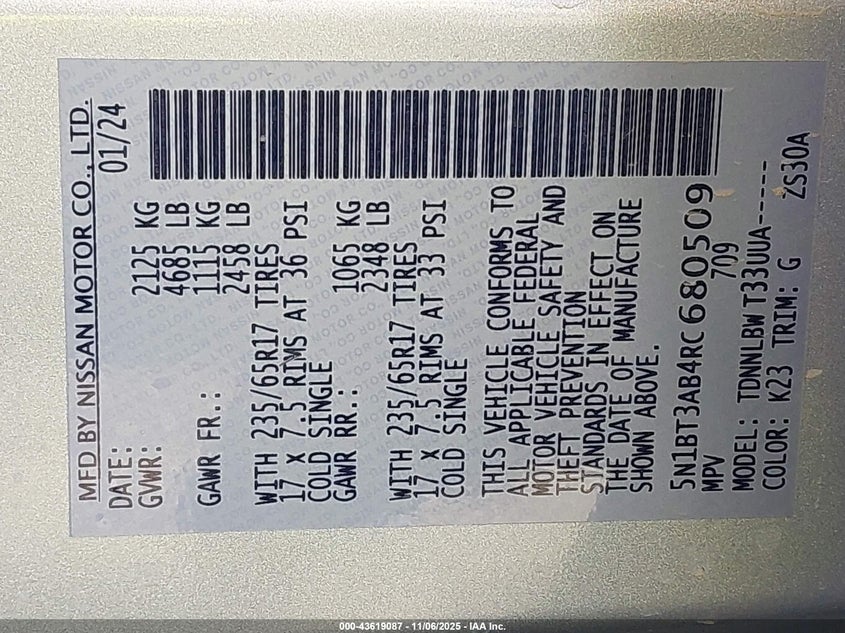 MFD BY NISSAN MOTOR CO., LTD.
DATE: 01/24
GVWR: 2125 KG
4685 LB
GAWR FR.: 1115 KG
2458 LB
WITH 235/65R17 TIRES
17 X 7.5 RIMS AT 36 PSI
COLD SINGLE
GAWR RR.: 1065 KG
2348 LB
WITH 235/65R17 TIRES
17 X 7.5 RIMS AT 33 PSI
COLD SINGLE
THIS VEHICLE CONFORMS TO
ALL APPLICABLE FEDERAL
MOTOR VEHICLE SAFETY AND
THEFT PREVENTION
STANDARDS IN EFFECT ON
THE DATE OF MANUFACTURE
SHOWN ABOVE.
5N1BT3AB4RC680509
MPV 709
MODEL: TDNNLBW T33UUA-----
COLOR: K23 TRIM: G ZS30A
000-43619087 - 11/06/2025 - IAA Inc.